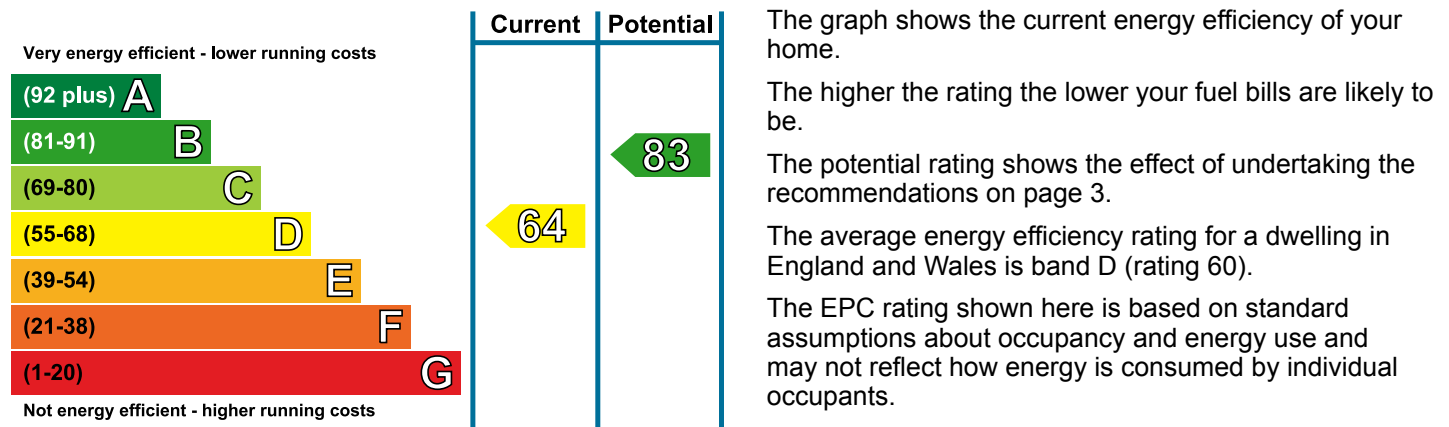 Current Potential
Very energy efficient - lower running costs
(92 plus) A
(81-91) B
83
(69-80) C
(55-68) D
64
(39-54) E
(21-38) F
(1-20) G
Not energy efficient - higher running costs
The graph shows the current energy efficiency of your
home.
The higher the rating the lower your fuel bills are likely to
be.
The potential rating shows the effect of undertaking the
recommendations on page 3.
The average energy efficiency rating for a dwelling in
England and Wales is band D (rating 60).
The EPC rating shown here is based on standard
assumptions about occupancy and energy use and
may not reflect how energy is consumed by individual
occupants.